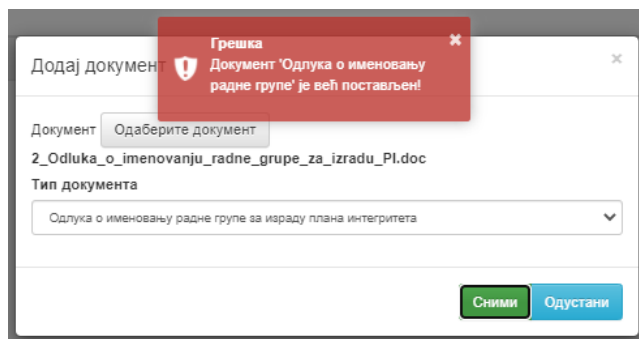 Грешка
Додај документ
Документ 'Одлука о именовању
радне групе' је већ постављен!
Документ Одаберите документ
2_Odluka_o_imenovanju_radne_grupe_za_izradu_PI.doc
Тип документа
Одлука о именовању радне групе за израду плана интегритета
Сними Одустани